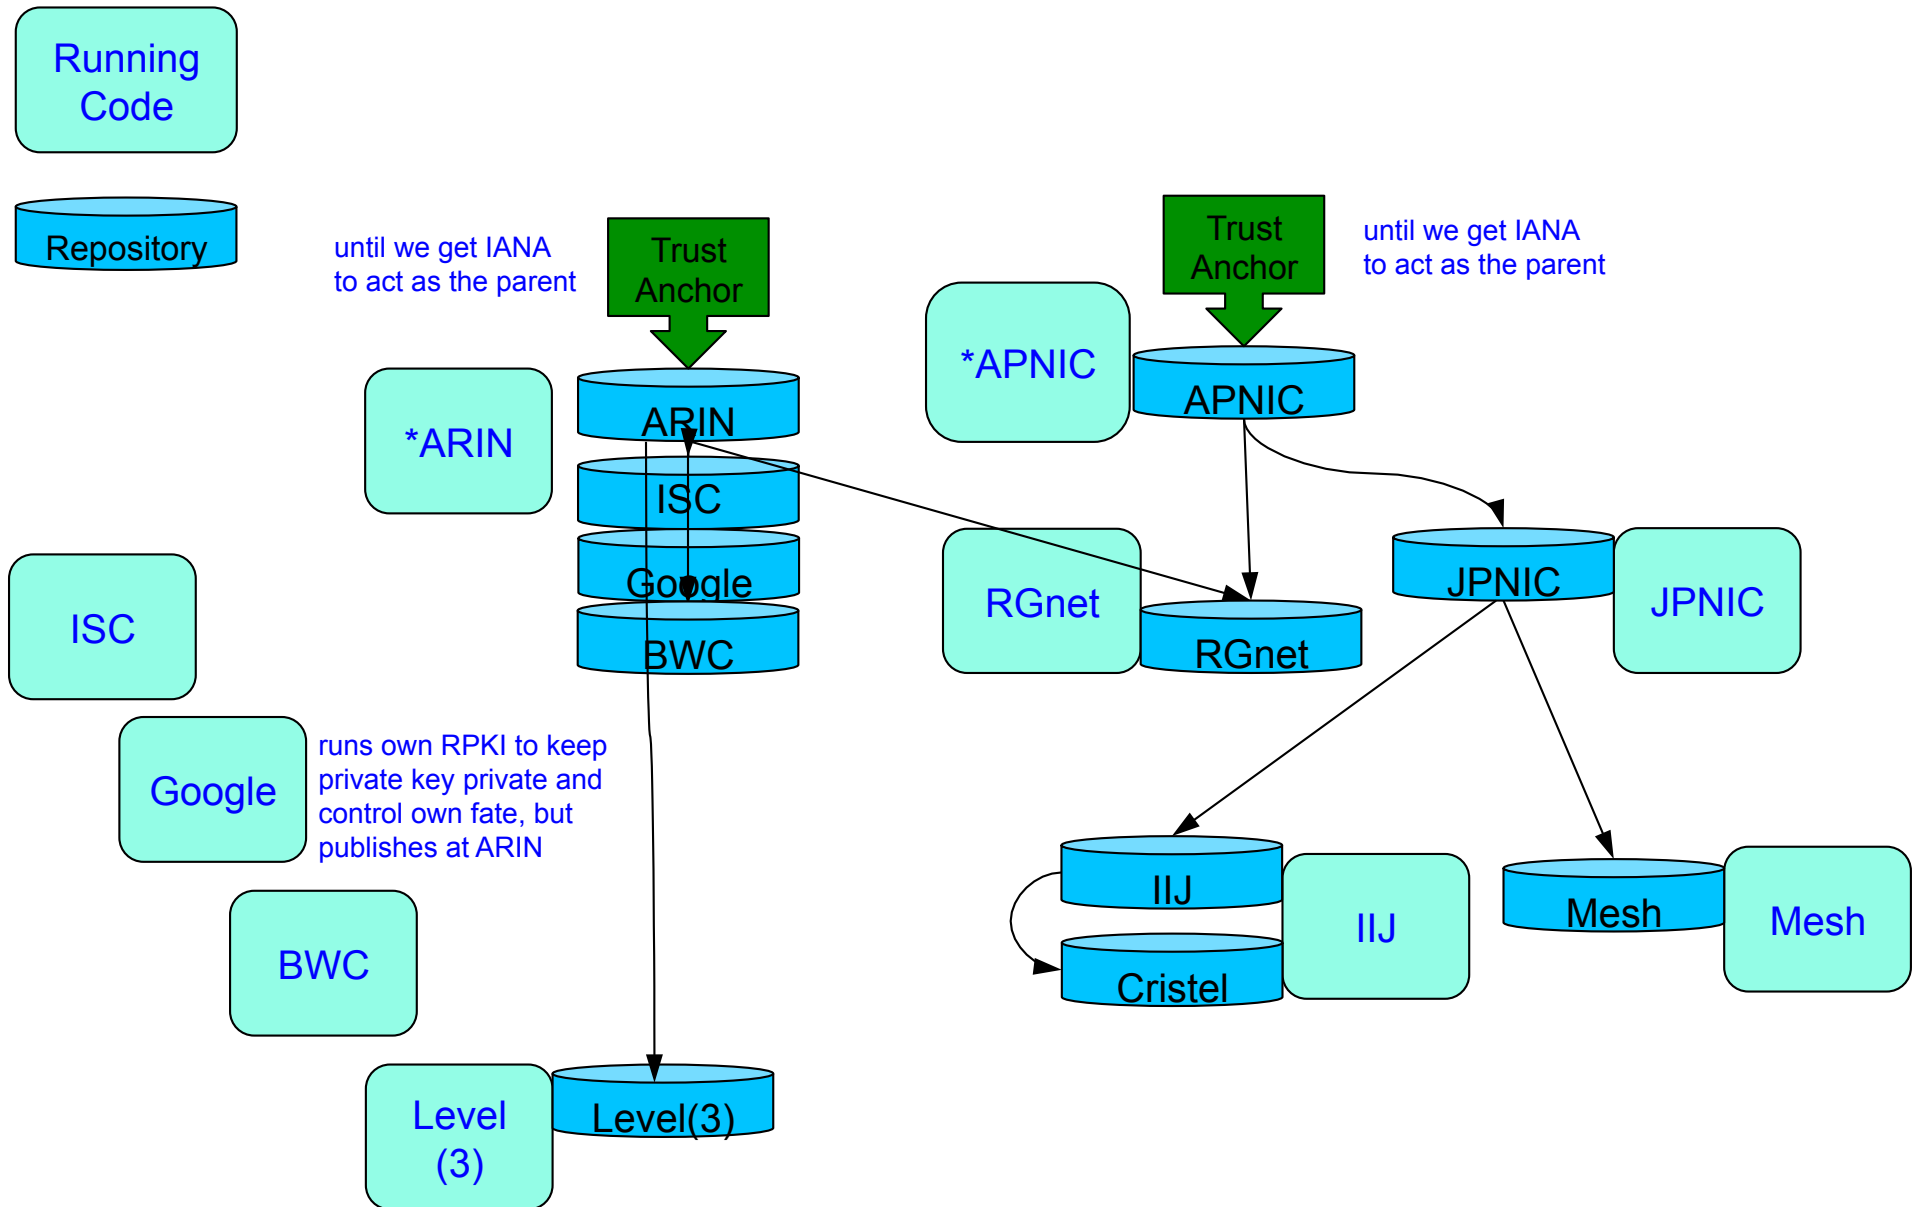 Running
Code
Repository
until we get IANA
to act as the parent
Trust
Anchor
Trust
Anchor
until we get IANA
to act as the parent
*ARIN
ARIN
*APNIC
APNIC
ISC
Google
BWC
RGnet
RGnet
JPNIC
JPNIC
ISC
Google
runs own RPKI to keep
private key private and
control own fate, but
publishes at ARIN
BWC
IIJ
Cristel
IIJ
Mesh
Mesh
Level
(3)
Level(3)